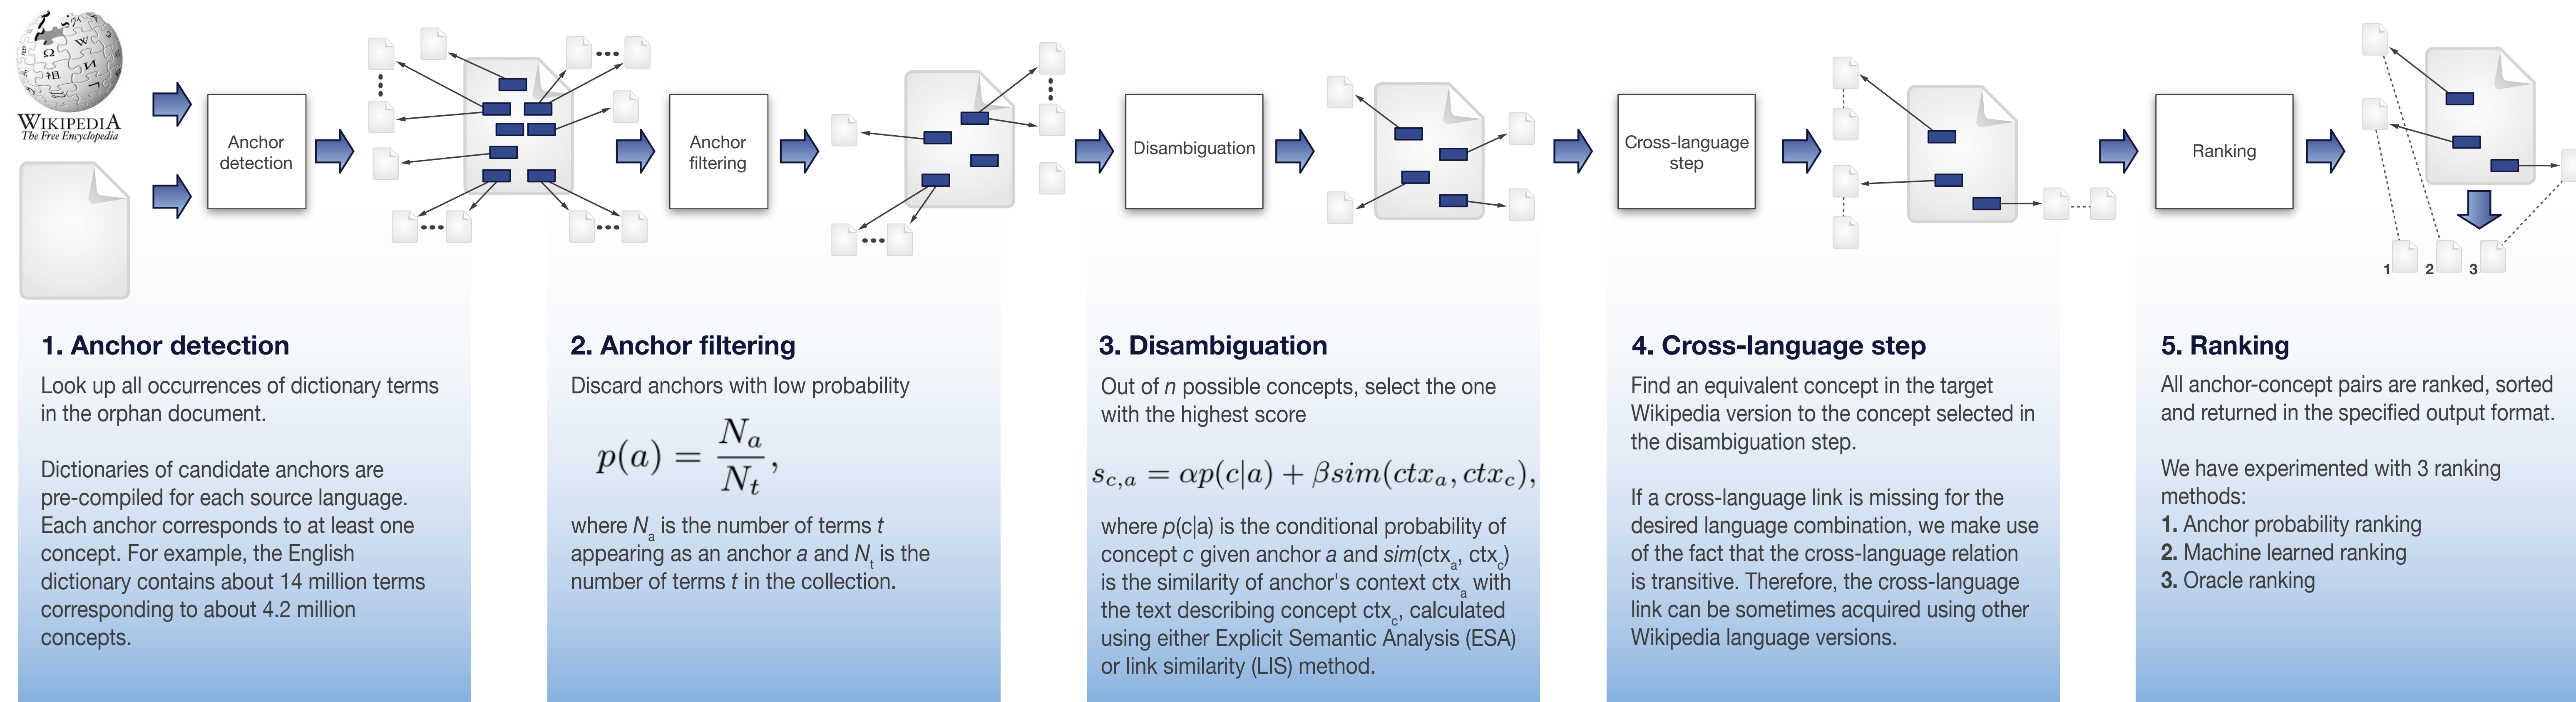 WIKIPEDIA
The Free Encyclopedia
Anchor
detection
Anchor
filtering
Disambiguation
Cross-language
step
Ranking
1 2 3
1. Anchor detection
Look up all occurrences of dictionary terms
in the orphan document.
Dictionaries of candidate anchors are
pre-compiled for each source language.
Each anchor corresponds to at least one
concept. For example, the English
dictionary contains about 14 million terms
corresponding to about 4.2 million
concepts.
2. Anchor filtering
Discard anchors with low probability
p(a) = N_a / N_t,
where N_a is the number of terms t
appearing as an anchor a and N_t is the
number of terms t in the collection.
3. Disambiguation
Out of n possible concepts, select the one
with the highest score
s_{c,a} = αp(c|a) + βsim(ctx_a, ctx_c),
where p(c|a) is the conditional probability of
concept c given anchor a and sim(ctx_a, ctx_c)
is the similarity of anchor's context ctx_a with
the text describing concept ctx_c, calculated
using either Explicit Semantic Analysis (ESA)
or link similarity (LIS) method.
4. Cross-language step
Find an equivalent concept in the target
Wikipedia version to the concept selected in
the disambiguation step.
If a cross-language link is missing for the
desired language combination, we make use
of the fact that the cross-language relation
is transitive. Therefore, the cross-language
link can be sometimes acquired using other
Wikipedia language versions.
5. Ranking
All anchor-concept pairs are ranked, sorted
and returned in the specified output format.
We have experimented with 3 ranking
methods:
1. Anchor probability ranking
2. Machine learned ranking
3. Oracle ranking